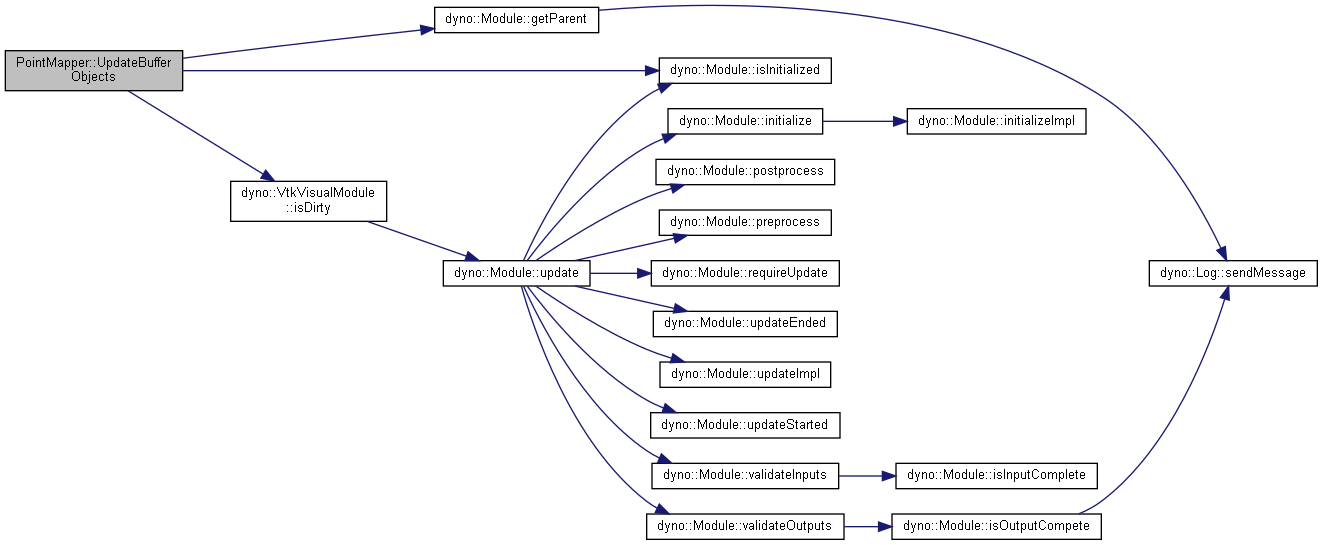 dyno::Module::getParent
PointMapper::UpdateBuffer
Objects
dyno::Module::isInitialized
dyno::Module::initialize
dyno::Module::initializeImpl
dyno::Module::postprocess
dyno::VtkVisualModule
::isDirty
dyno::Module::preprocess
dyno::Module::update
dyno::Module::requireUpdate
dyno::Log::sendMessage
dyno::Module::updateEnded
dyno::Module::updateImpl
dyno::Module::updateStarted
dyno::Module::validateInputs
dyno::Module::isInputComplete
dyno::Module::validateOutputs
dyno::Module::isOutputCompete